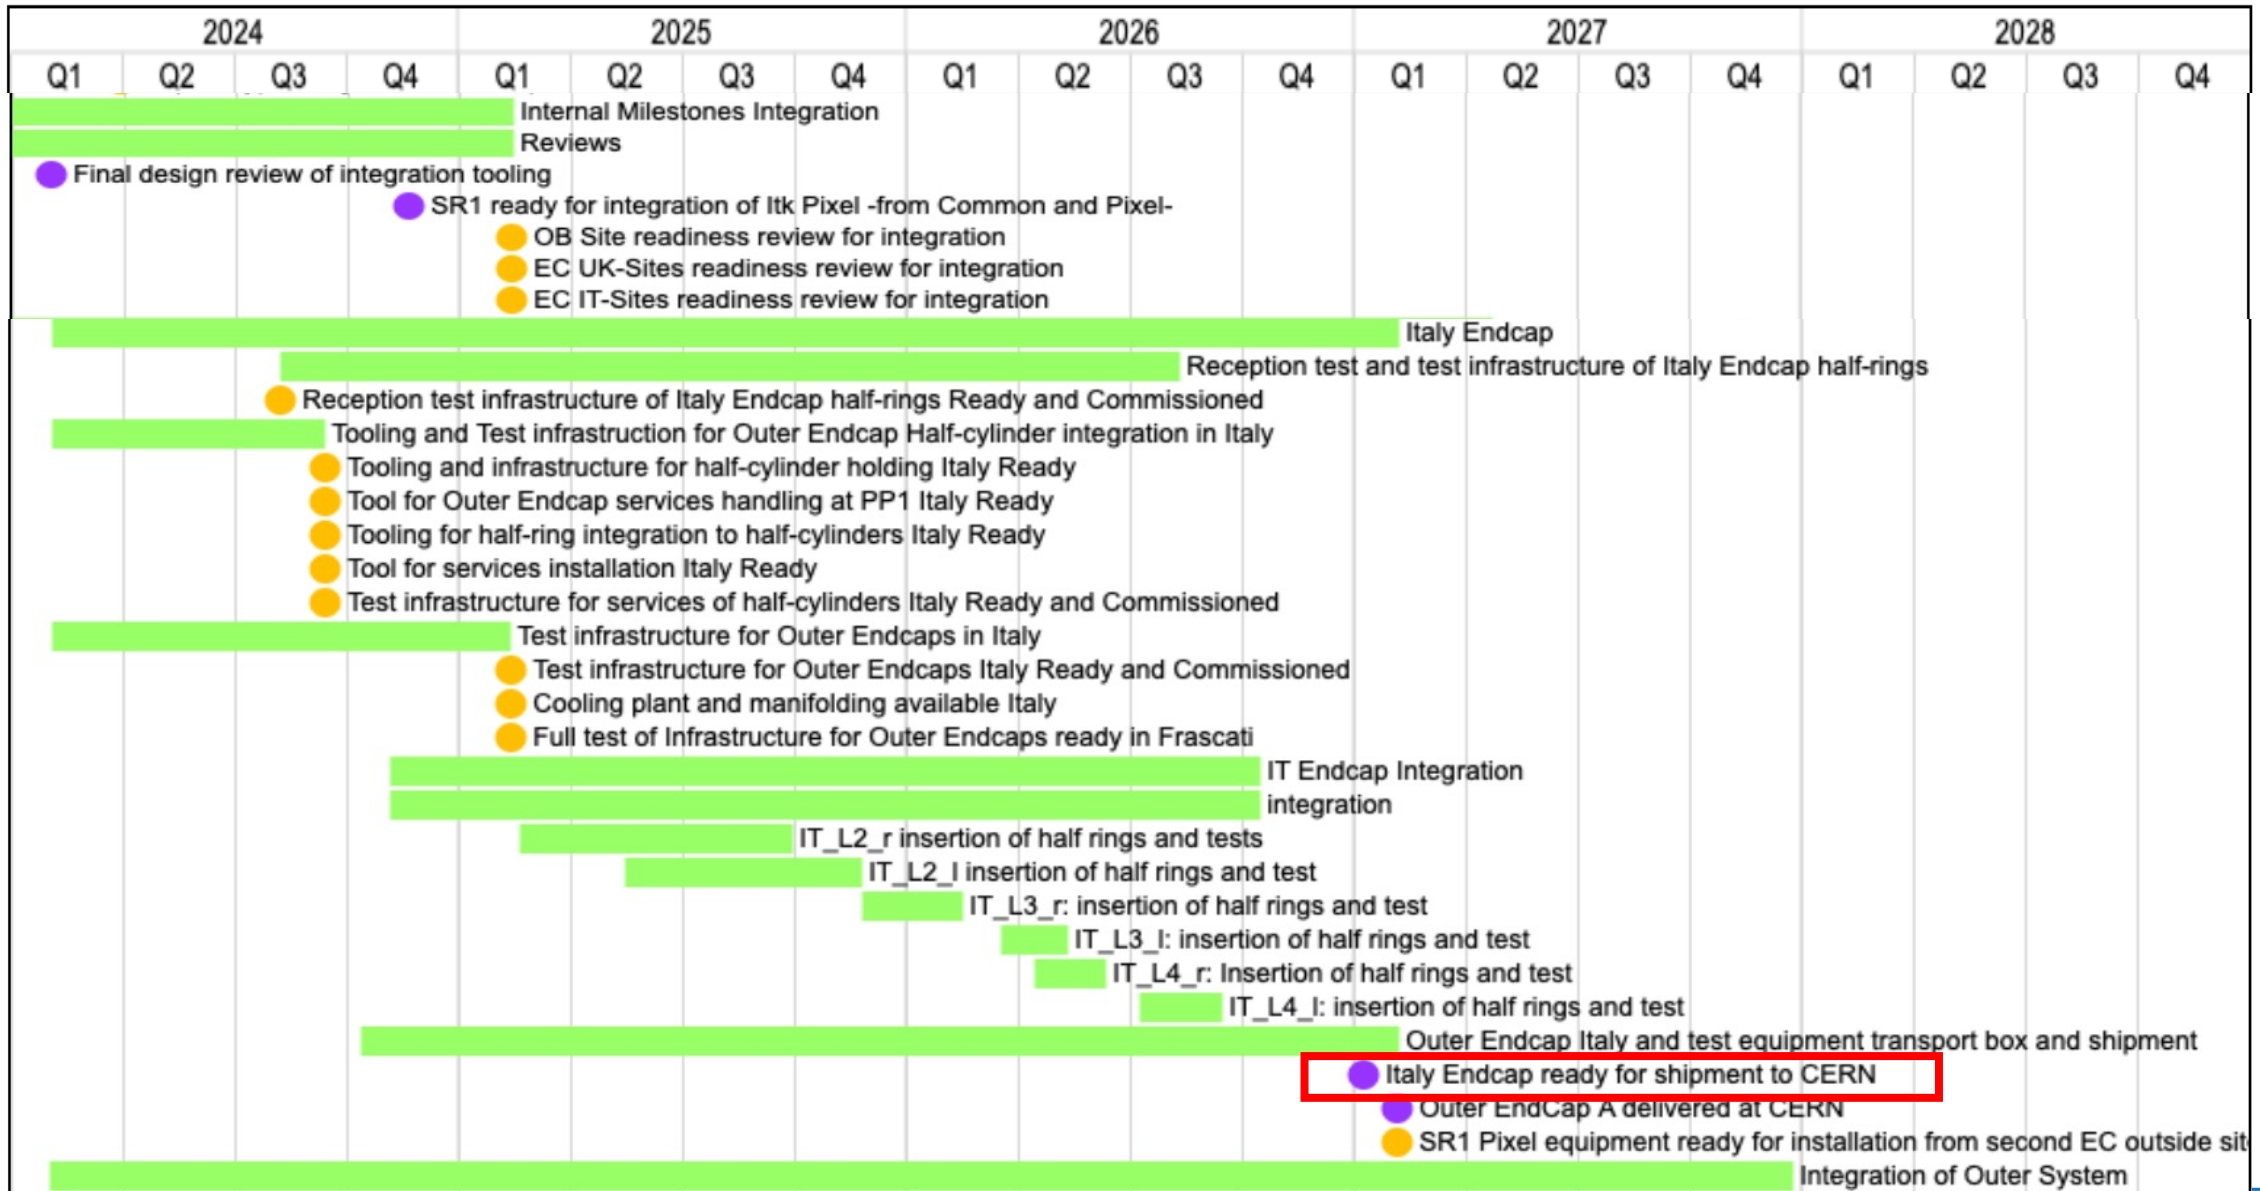 2024 2025 2026 2027 2028
Q1 Q2 Q3 Q4 Q1 Q2 Q3 Q4 Q1 Q2 Q3 Q4 Q1 Q2 Q3 Q4 Q1 Q2 Q3 Q4
Internal Milestones Integration
Reviews
Final design review of integration tooling
SR1 ready for integration of Itk Pixel -from Common and Pixel-
OB Site readiness review for integration
EC UK-Sites readiness review for integration
EC IT-Sites readiness review for integration
Italy Endcap
Reception test and test infrastructure of Italy Endcap half-rings
Reception test infrastructure of Italy Endcap half-rings Ready and Commissioned
Tooling and Test infrastruction for Outer Endcap Half-cylinder integration in Italy
Tooling and infrastructure for half-cylinder holding Italy Ready
Tool for Outer Endcap services handling at PP1 Italy Ready
Tooling for half-ring integration to half-cylinders Italy Ready
Tool for services installation Italy Ready
Test infrastructure for services of half-cylinders Italy Ready and Commissioned
Test infrastructure for Outer Endcaps in Italy
Test infrastructure for Outer Endcaps Italy Ready and Commissioned
Cooling plant and manifolding available Italy
Full test of Infrastructure for Outer Endcaps ready in Frascati
IT Endcap Integration
integration
IT_L2_r insertion of half rings and tests
IT_L2_l insertion of half rings and test
IT_L3_r: insertion of half rings and test
IT_L3_l: insertion of half rings and test
IT_L4_r: Insertion of half rings and test
IT_L4_l: insertion of half rings and test
Outer Endcap Italy and test equipment transport box and shipment
Italy Endcap ready for shipment to CERN
Outer EndCap A delivered at CERN
SR1 Pixel equipment ready for installation from second EC outside sit
Integration of Outer System